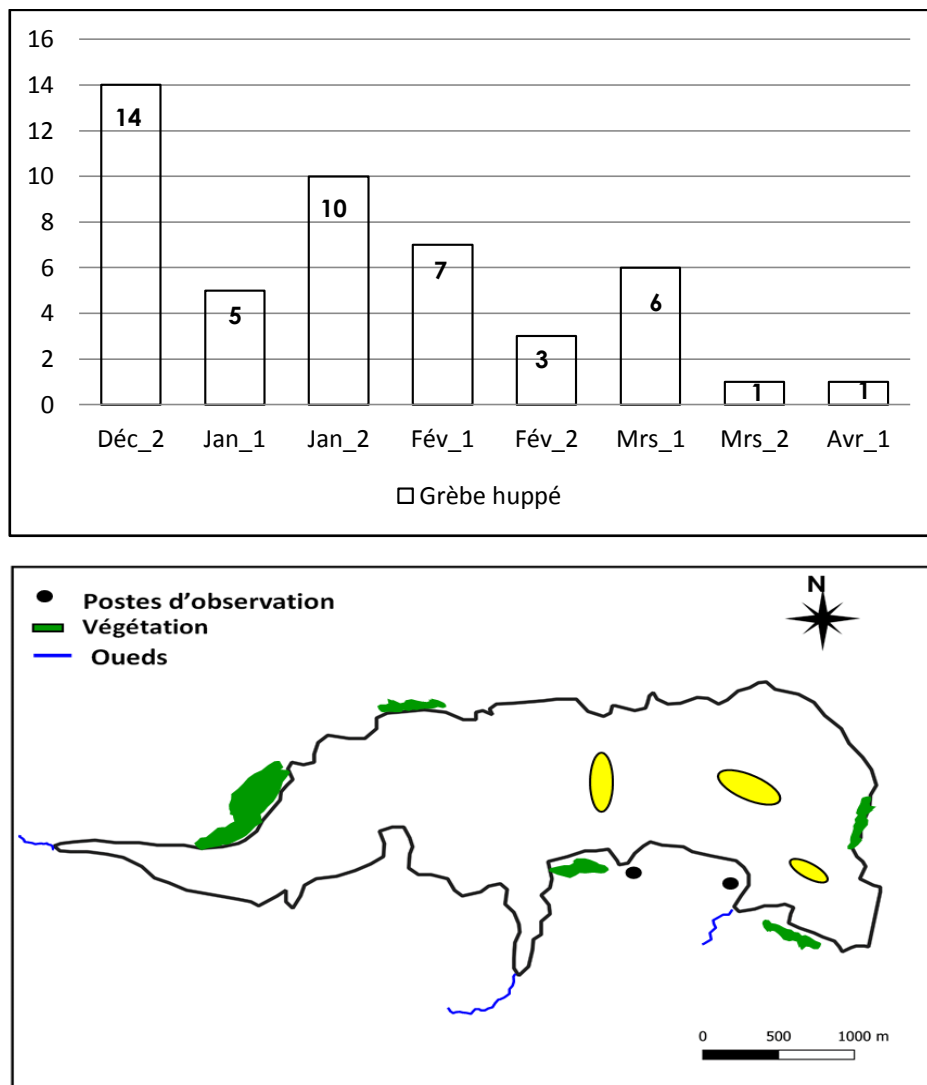 16
14
12
10
8
6
4
2
0
14
5
10
7
3
6
1
1
Déc_2 Jan_1 Jan_2 Fév_1 Fév_2 Mrs_1 Mrs_2 Avr_1
Grèbe huppé
Postes d'observation
Végétation
Oueds
N
0 500 1000 m